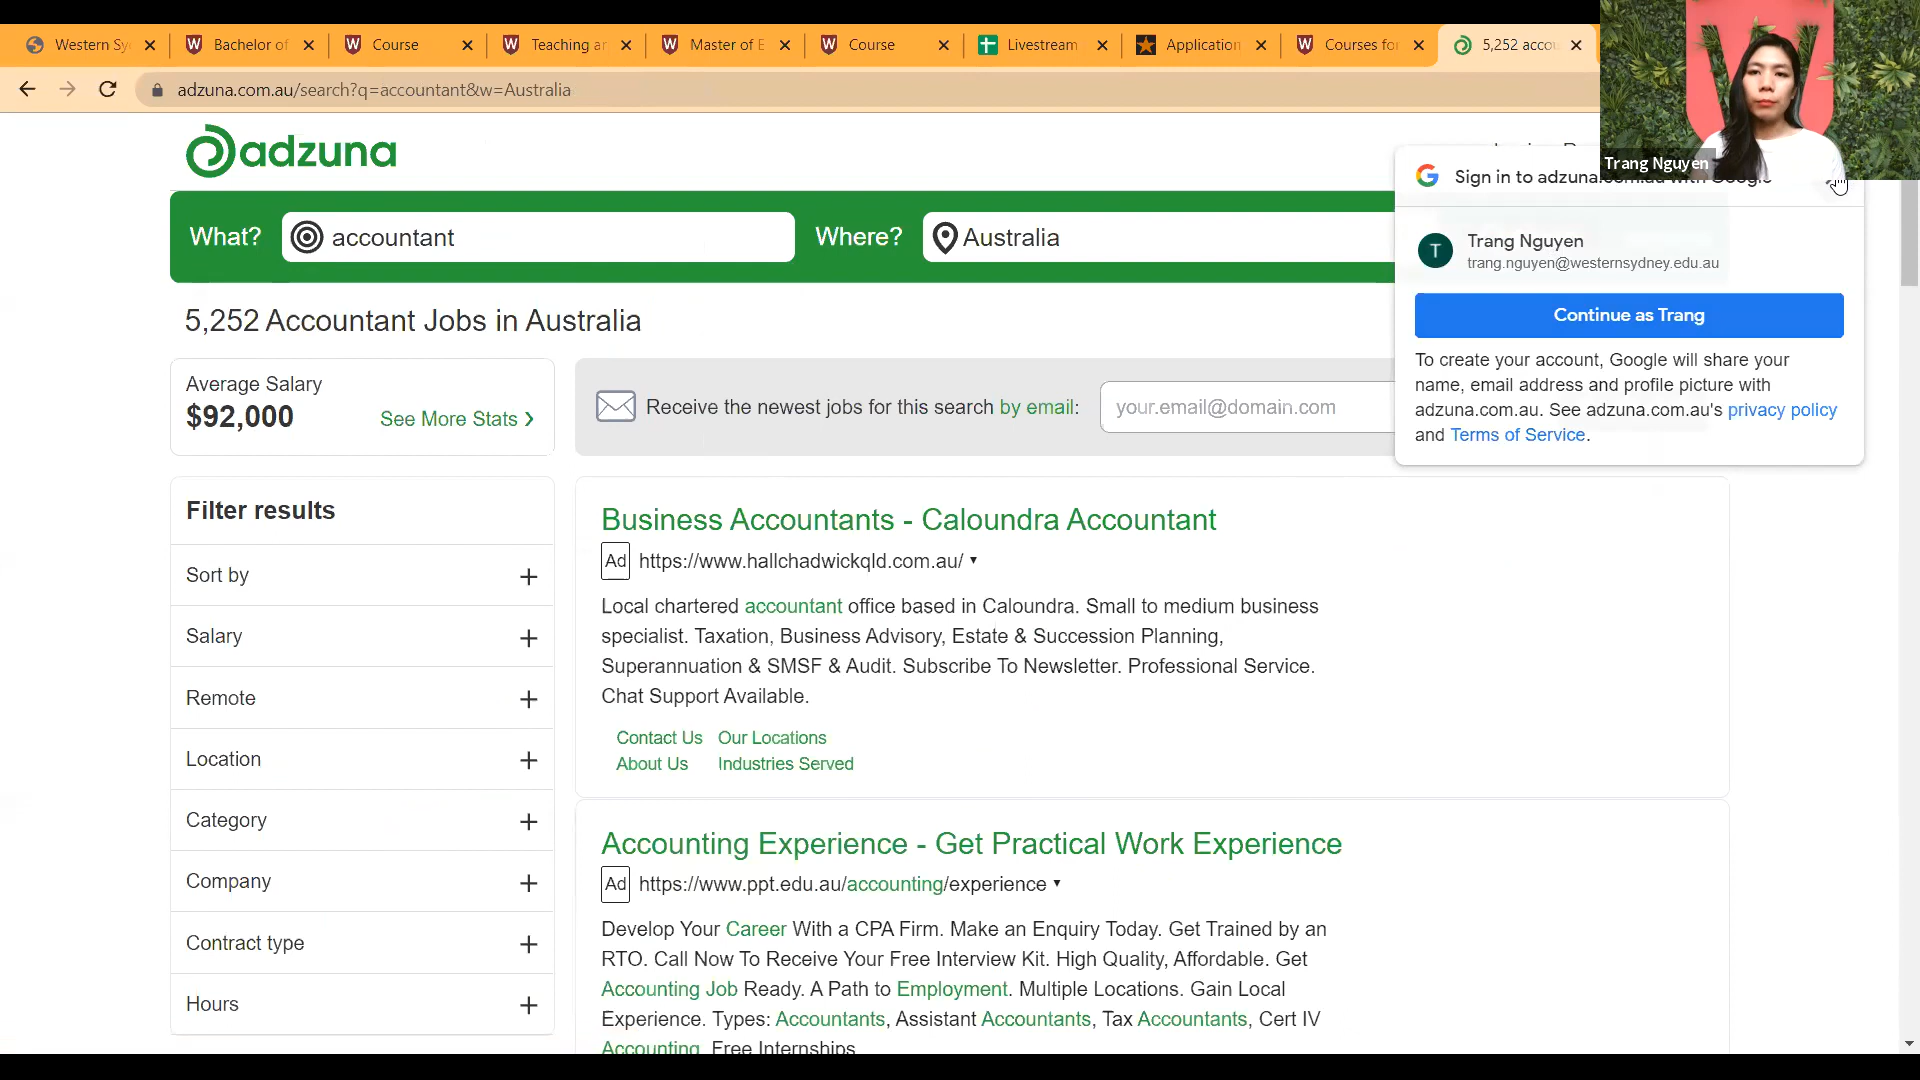 Western Sy
Bachelor of
Course
Teaching ar
Master of E
Course
Livestream
Application
Courses for
5,252 acco
adzuna.com.au/search?q=accountant&w=Australia
adzuna
Trang Nguyen
Sign in to adzuna.com.au with Google
What?
accountant
Where?
Australia
T
Trang Nguyen
trang.nguyen@westernsydney.edu.au
Continue as Trang
To create your account, Google will share your
name, email address and profile picture with
adzuna.com.au. See adzuna.com.au's privacy policy
and Terms of Service.
5,252 Accountant Jobs in Australia
Average Salary
$92,000
See More Stats
Receive the newest jobs for this search by email:
your.email@domain.com
Filter results
Sort by
Salary
Remote
Location
Category
Company
Contract type
Hours
Business Accountants - Caloundra Accountant
Ad https://www.hallchadwickqld.com.au/
Local chartered accountant office based in Caloundra. Small to medium business
specialist. Taxation, Business Advisory, Estate & Succession Planning,
Superannuation & SMSF & Audit. Subscribe To Newsletter. Professional Service.
Chat Support Available.
Contact Us Our Locations
About Us Industries Served
Accounting Experience - Get Practical Work Experience
Ad https://www.ppt.edu.au/accounting/experience
Develop Your Career With a CPA Firm. Make an Enquiry Today. Get Trained by an
RTO. Call Now To Receive Your Free Interview Kit. High Quality, Affordable. Get
Accounting Job Ready. A Path to Employment. Multiple Locations. Gain Local
Experience. Types: Accountants, Assistant Accountants, Tax Accountants, Cert IV
Accounting, Free Internships